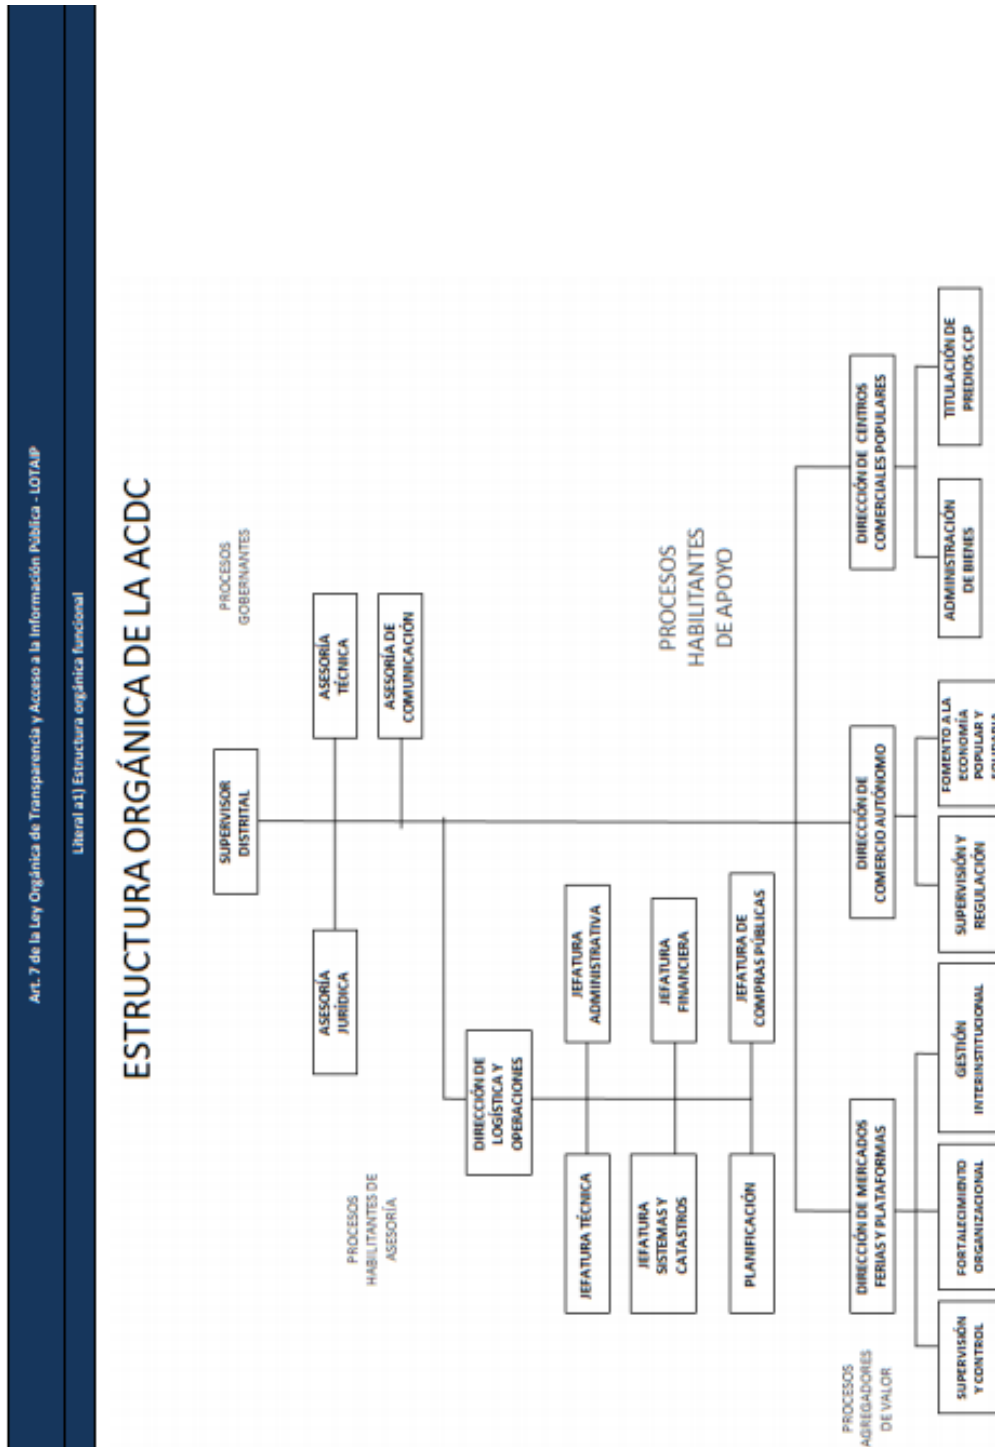 Art. 7 de la Ley Orgánica de Transparencia y Acceso a la Información Pública - LOTAIP
Literal a1) Estructura orgánica funcional
ESTRUCTURA ORGÁNICA DE LA ACDC
SUPERVISOR
DISTRITAL
PROCESOS
GOBERNANTES
ASESORÍA
JURÍDICA
ASESORÍA
TÉCNICA
PROCESOS
HABILITANTES DE
ASESORÍA
ASESORÍA DE
COMUNICACIÓN
DIRECCIÓN DE
LOGÍSTICA Y
OPERACIONES
JEFATURA TÉCNICA
JEFATURA
ADMINISTRATIVA
JEFATURA
SISTEMAS Y
CATASTROS
JEFATURA
FINANCIERA
PROCESOS
HABILITANTES
DE APOYO
PLANIFICACIÓN
JEFATURA DE
COMPRAS PÚBLICAS
PROCESOS
AGREGADORES
DE VALOR
DIRECCIÓN DE MERCADOS
FERIAS Y PLATAFORMAS
DIRECCIÓN DE
COMERCIO AUTÓNOMO
DIRECCIÓN DE CENTROS
COMERCIALES POPULARES
SUPERVISIÓN
Y CONTROL
FORTALECIMIENTO
ORGANIZACIONAL
GESTIÓN
INTERINSTITUCIONAL
SUPERVISIÓN Y
REGULACIÓN
FOMENTO A LA
ECONOMÍA
POPULAR Y
ADMINISTRACIÓN
DE BIENES
TITULACIÓN DE
PREDIOS CCP